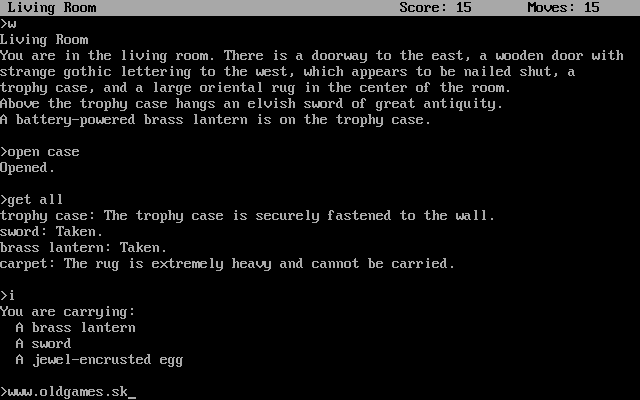 Living Room Score: 15 Moves: 15
>w
Living Room
You are in the living room. There is a doorway to the east, a wooden door with
strange gothic lettering to the west, which appears to be nailed shut, a
trophy case, and a large oriental rug in the center of the room.
Above the trophy case hangs an elvish sword of great antiquity.
A battery-powered brass lantern is on the trophy case.
>open case
Opened.
>get all
trophy case: The trophy case is securely fastened to the wall.
sword: Taken.
brass lantern: Taken.
carpet: The rug is extremely heavy and cannot be carried.
>i
You are carrying:
A brass lantern
A sword
A jewel-encrusted egg
>www.oldgames.sk_